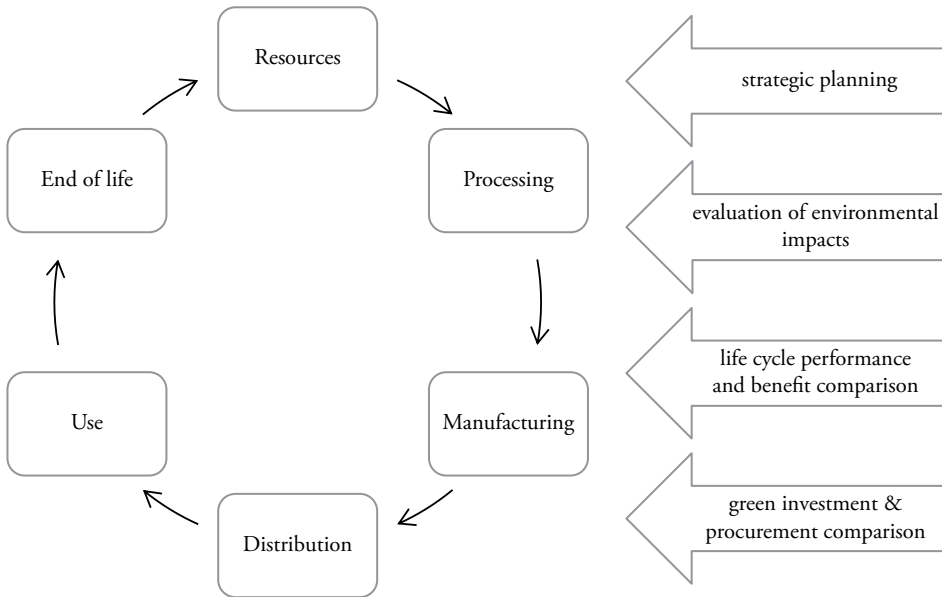 Resources
Processing
Manufacturing
Distribution
Use
End of life
strategic planning
evaluation of environmental
impacts
life cycle performance
and benefit comparison
green investment &
procurement comparison